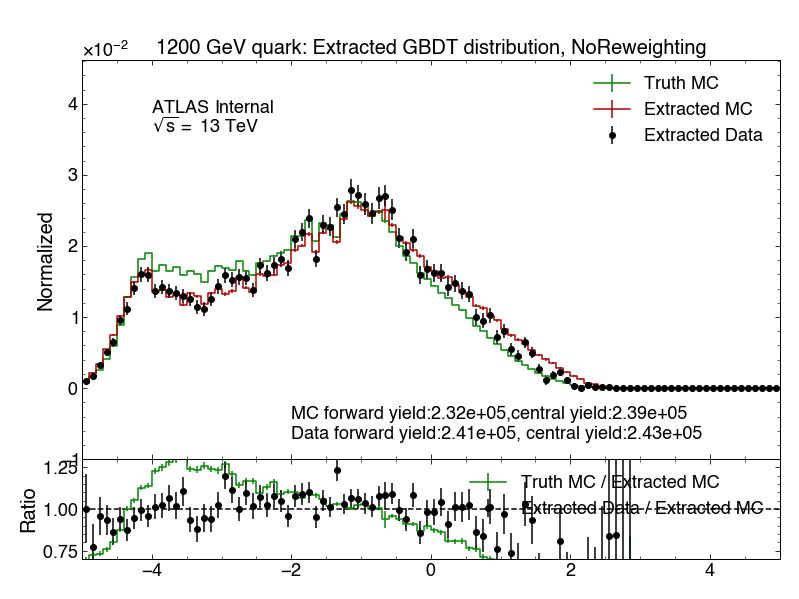 ×10⁻² 1200 GeV quark: Extracted GBDT distribution, NoReweighting
4
3
2
1
0
Normalized
ATLAS Internal
√s = 13 TeV
Truth MC
Extracted MC
Extracted Data
MC forward yield:2.32e+05,central yield:2.39e+05
Data forward yield:2.41e+05, central yield:2.43e+05
1.25
1.00
0.75
Ratio
Truth MC / Extracted MC
Extracted Data / Extracted MC
−4 −2 0 2 4